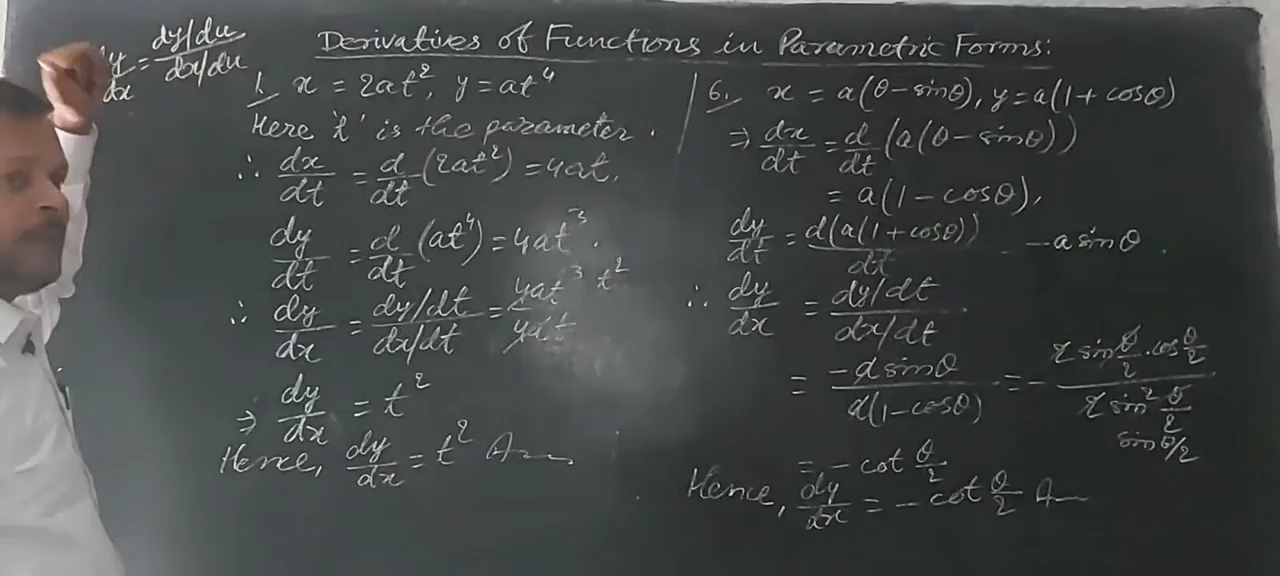 dy/dx = dy/du / dx/du
Derivatives of Functions in Parametric Forms:
1. x = 2at², y = at⁴
Here 't' is the parameter.
∴ dx/dt = d/dt (2at²) = 4at.
dy/dt = d/dt (at⁴) = 4at³.
∴ dy/dx = dy/dt / dx/dt = 4at³ t² / 4at
⇒ dy/dx = t²
Hence, dy/dx = t² Ans
6. x = a(θ-sinθ), y = a(1+cosθ)
⇒ dx/dt = d/dt (a(θ-sinθ))
= a(1-cosθ),
dy/dt = d(a(1+cosθ))/dt -a sinθ.
∴ dy/dx = dy/dt / dx/dt
= -a sinθ / a(1-cosθ) = - 2 sin θ/2 . cos θ/2 / 2 sin² θ/2
sin θ/2
= - cot θ/2
Hence, dy/dx = - cot θ/2 Ans